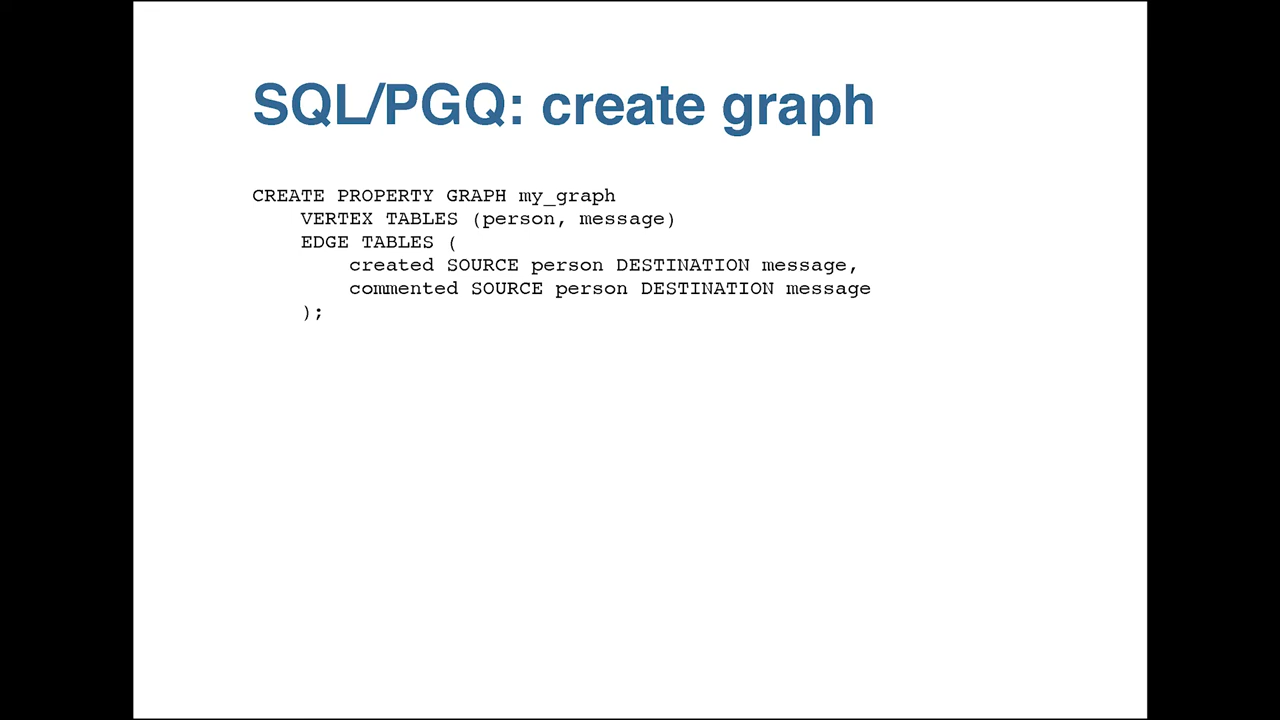 SQL/PGQ: create graph
CREATE PROPERTY GRAPH my_graph
    VERTEX TABLES (person, message)
    EDGE TABLES (
        created SOURCE person DESTINATION message,
        commented SOURCE person DESTINATION message
    );